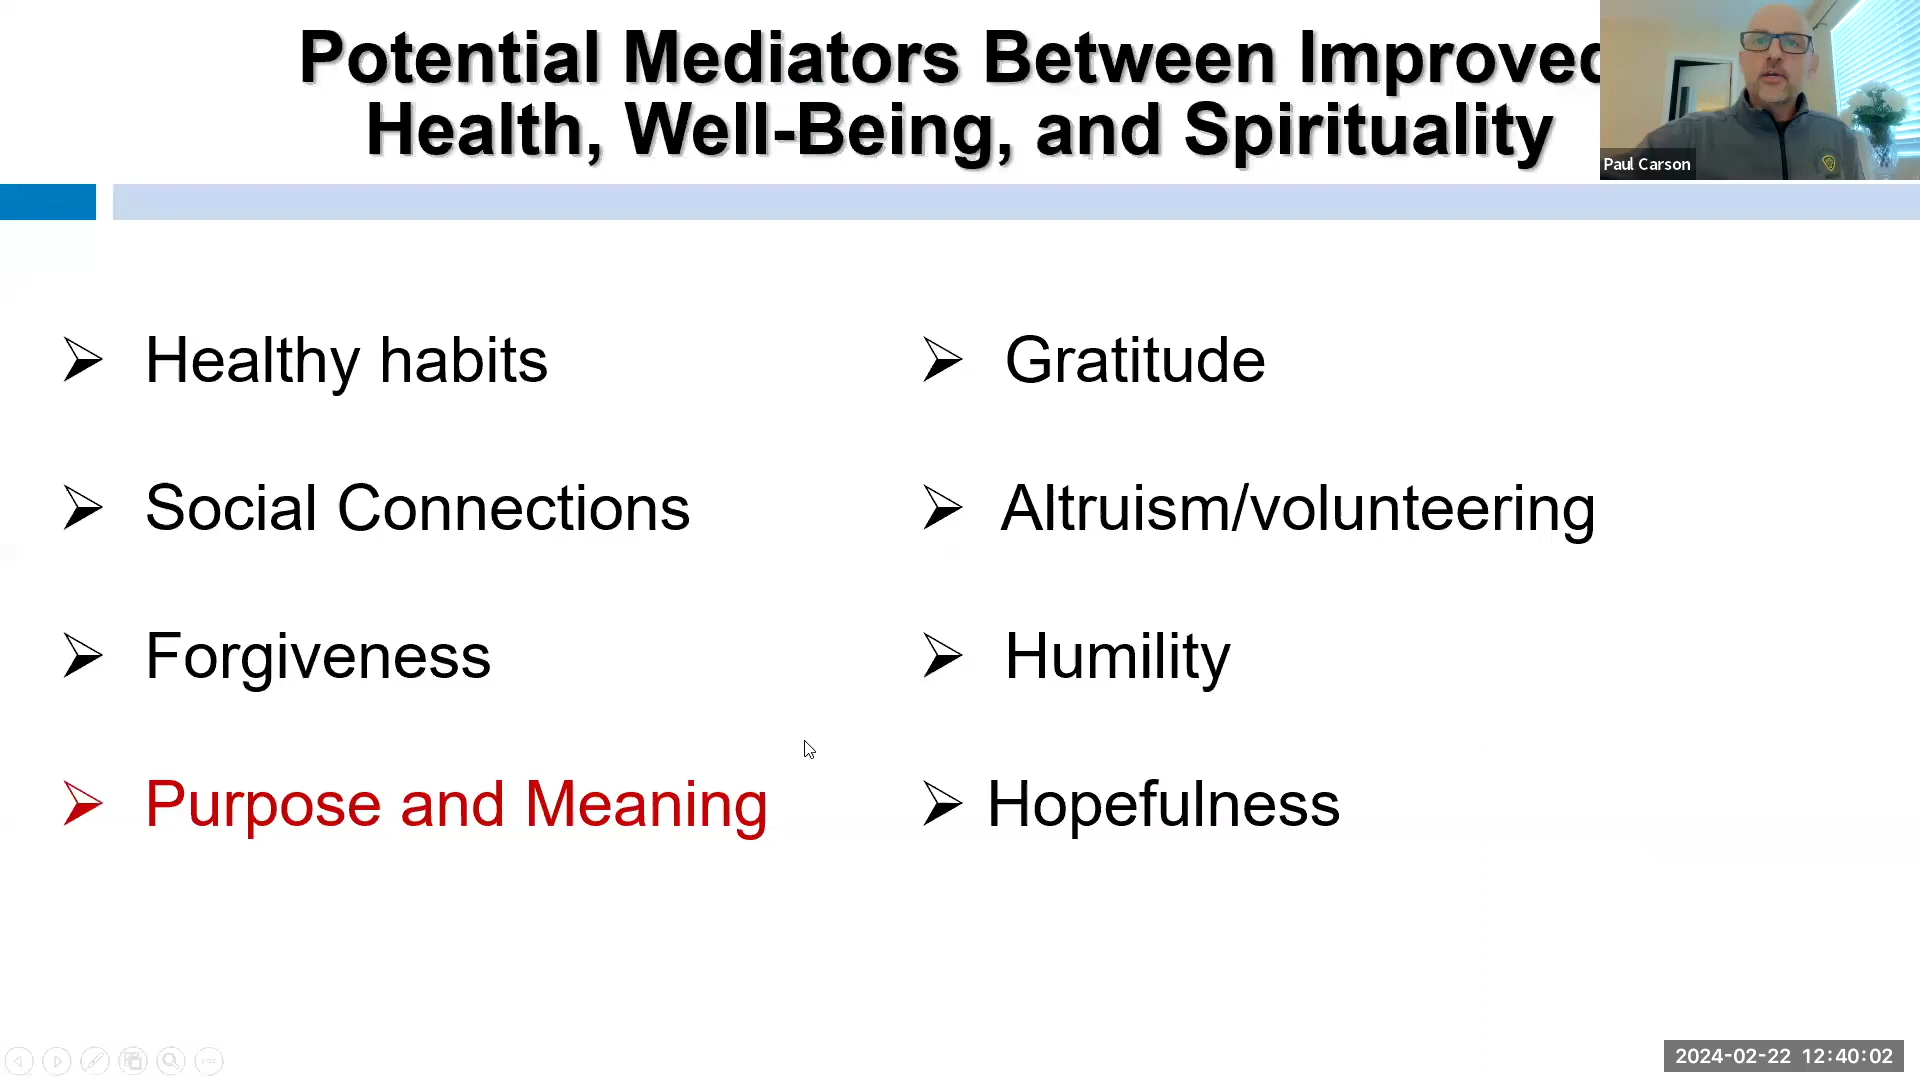 Potential Mediators Between Improved
Health, Well-Being, and Spirituality
Paul Carson
Healthy habits
Gratitude
Social Connections
Altruism/volunteering
Forgiveness
Humility
Purpose and Meaning
Hopefulness
2024-02-22 12:40:02